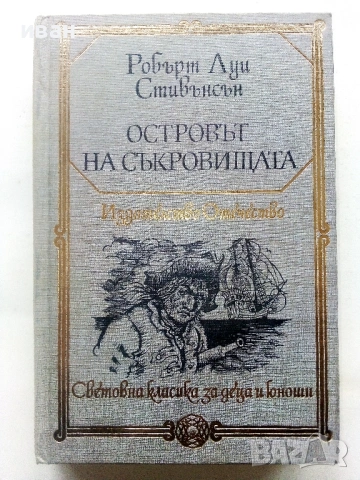 иван
Робърт Луи
Стивънсън
ОСТРОВЪТ
НА СЪКРОВИЩАТА
Издателство Отечество
Световна класика за деца и юноши
BAZAR
bg